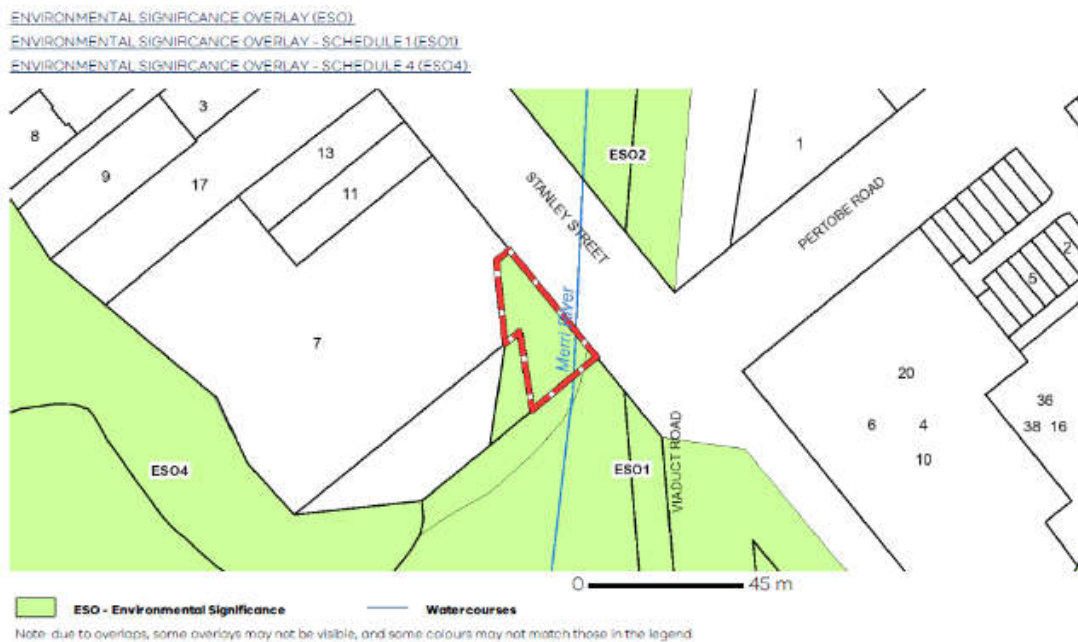 ENVIRONMENTAL SIGNIFICANCE OVERLAY (ESO)
ENVIRONMENTAL SIGNIFICANCE OVERLAY - SCHEDULE 1 (ESO1)
ENVIRONMENTAL SIGNIFICANCE OVERLAY - SCHEDULE 4 (ESO4)
3
8
13
1
ESO2
9
17
11
STANLEY STREET
PERTOBE ROAD
2
5
Merri River
7
20
36
6
4
38
16
10
ESO4
ESO1
VIADUCT ROAD
0
45 m
ESO - Environmental Significance
Watercourses
Note: due to overlaps, some overlays may not be visible, and some colours may not match those in the legend